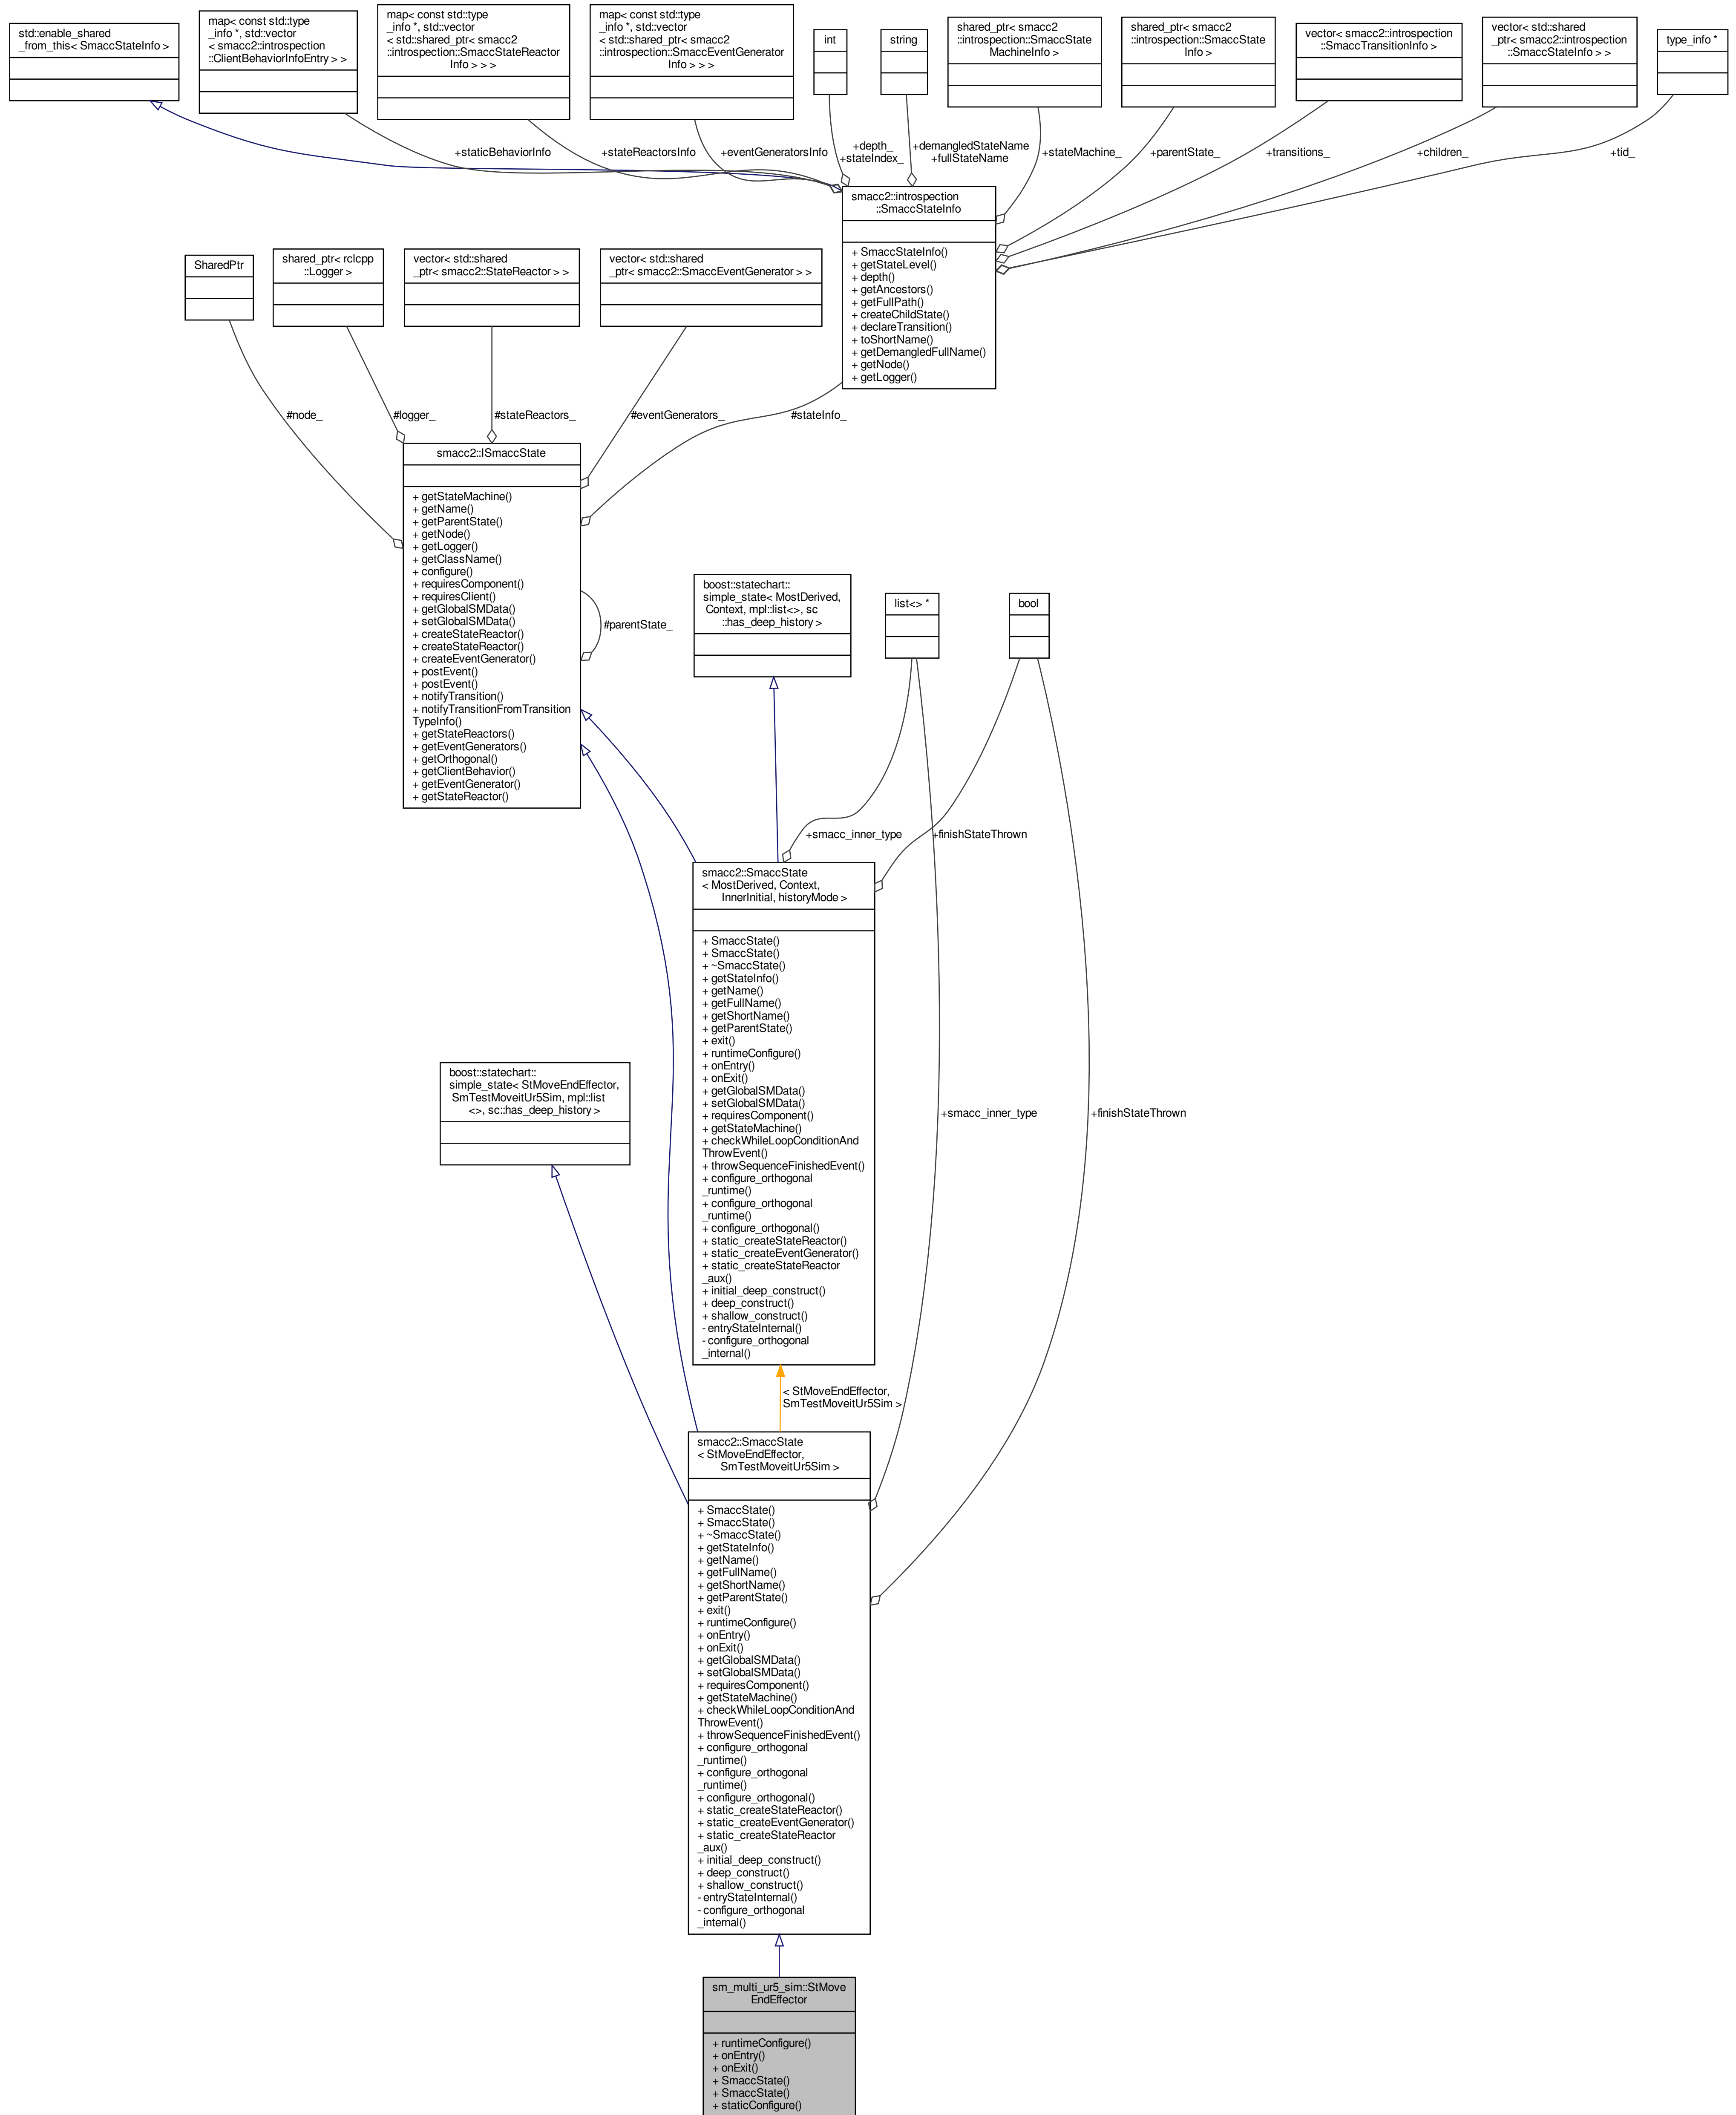 std::enable_shared
_from_this< SmaccStateInfo >
map< const std::type
_info *, std::vector
< smacc2::introspection
::ClientBehaviorInfoEntry > >
map< const std::type
_info *, std::vector
< std::shared_ptr< smacc2
::introspection::SmaccStateReactor
Info > > >
map< const std::type
_info *, std::vector
< std::shared_ptr< smacc2
::introspection::SmaccEventGenerator
Info > > >
int
string
shared_ptr< smacc2
::introspection::SmaccState
MachineInfo >
shared_ptr< smacc2
::introspection::SmaccState
Info >
vector< smacc2::introspection
::SmaccTransitionInfo >
vector< std::shared
_ptr< smacc2::introspection
::SmaccStateInfo > >
type_info *
+staticBehaviorInfo
+stateReactorsInfo
+eventGeneratorsInfo
+depth_
+stateIndex_
+demangledStateName
+fullStateName
+stateMachine_
+parentState_
+transitions_
+children_
+tid_
smacc2::introspection
::SmaccStateInfo
+ SmaccStateInfo()
+ getStateLevel()
+ depth()
+ getAncestors()
+ getFullPath()
+ createChildState()
+ declareTransition()
+ toShortName()
+ getDemangledFullName()
+ getNode()
+ getLogger()
SharedPtr
shared_ptr< rclcpp
::Logger >
vector< std::shared
_ptr< smacc2::StateReactor > >
vector< std::shared
_ptr< smacc2::SmaccEventGenerator > >
#node_
#logger_
#stateReactors_
#eventGenerators_
#stateInfo_
smacc2::ISmaccState
+ getStateMachine()
+ getName()
+ getParentState()
+ getNode()
+ getLogger()
+ getClassName()
+ configure()
+ requiresComponent()
+ requiresClient()
+ getGlobalSMData()
+ setGlobalSMData()
+ createStateReactor()
+ createStateReactor()
+ createEventGenerator()
+ postEvent()
+ postEvent()
+ notifyTransition()
+ notifyTransitionFromTransition
TypeInfo()
+ getStateReactors()
+ getEventGenerators()
+ getOrthogonal()
+ getClientBehavior()
+ getEventGenerator()
+ getStateReactor()
#parentState_
boost::statechart::
simple_state< MostDerived,
Context, mpl::list<>, sc
::has_deep_history >
list<> *
bool
+smacc_inner_type
+finishStateThrown
smacc2::SmaccState
< MostDerived, Context,
InnerInitial, historyMode >
+ SmaccState()
+ SmaccState()
+ ~SmaccState()
+ getStateInfo()
+ getName()
+ getFullName()
+ getShortName()
+ getParentState()
+ exit()
+ runtimeConfigure()
+ onEntry()
+ onExit()
+ getGlobalSMData()
+ setGlobalSMData()
+ requiresComponent()
+ getStateMachine()
+ checkWhileLoopConditionAnd
ThrowEvent()
+ throwSequenceFinishedEvent()
+ configure_orthogonal
_runtime()
+ configure_orthogonal
_runtime()
+ configure_orthogonal()
+ static_createStateReactor()
+ static_createEventGenerator()
+ static_createStateReactor
_aux()
+ initial_deep_construct()
+ deep_construct()
+ shallow_construct()
- entryStateInternal()
- configure_orthogonal
_internal()
boost::statechart::
simple_state< StMoveEndEffector,
SmTestMoveitUr5Sim, mpl::list
<>, sc::has_deep_history >
+smacc_inner_type
+finishStateThrown
< StMoveEndEffector,
SmTestMoveitUr5Sim >
smacc2::SmaccState
< StMoveEndEffector,
SmTestMoveitUr5Sim >
+ SmaccState()
+ SmaccState()
+ ~SmaccState()
+ getStateInfo()
+ getName()
+ getFullName()
+ getShortName()
+ getParentState()
+ exit()
+ runtimeConfigure()
+ onEntry()
+ onExit()
+ getGlobalSMData()
+ setGlobalSMData()
+ requiresComponent()
+ getStateMachine()
+ checkWhileLoopConditionAnd
ThrowEvent()
+ throwSequenceFinishedEvent()
+ configure_orthogonal
_runtime()
+ configure_orthogonal
_runtime()
+ configure_orthogonal()
+ static_createStateReactor()
+ static_createEventGenerator()
+ static_createStateReactor
_aux()
+ initial_deep_construct()
+ deep_construct()
+ shallow_construct()
- entryStateInternal()
- configure_orthogonal
_internal()
sm_multi_ur5_sim::StMove
EndEffector
+ runtimeConfigure()
+ onEntry()
+ onExit()
+ SmaccState()
+ SmaccState()
+ staticConfigure()